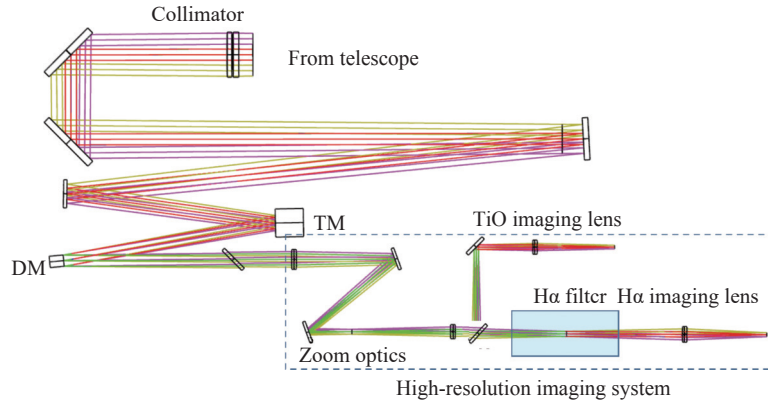 Collimator
From telescope
TM
TiO imaging lens
DM
Hα filtcr Hα imaging lens
Zoom optics
High-resolution imaging system